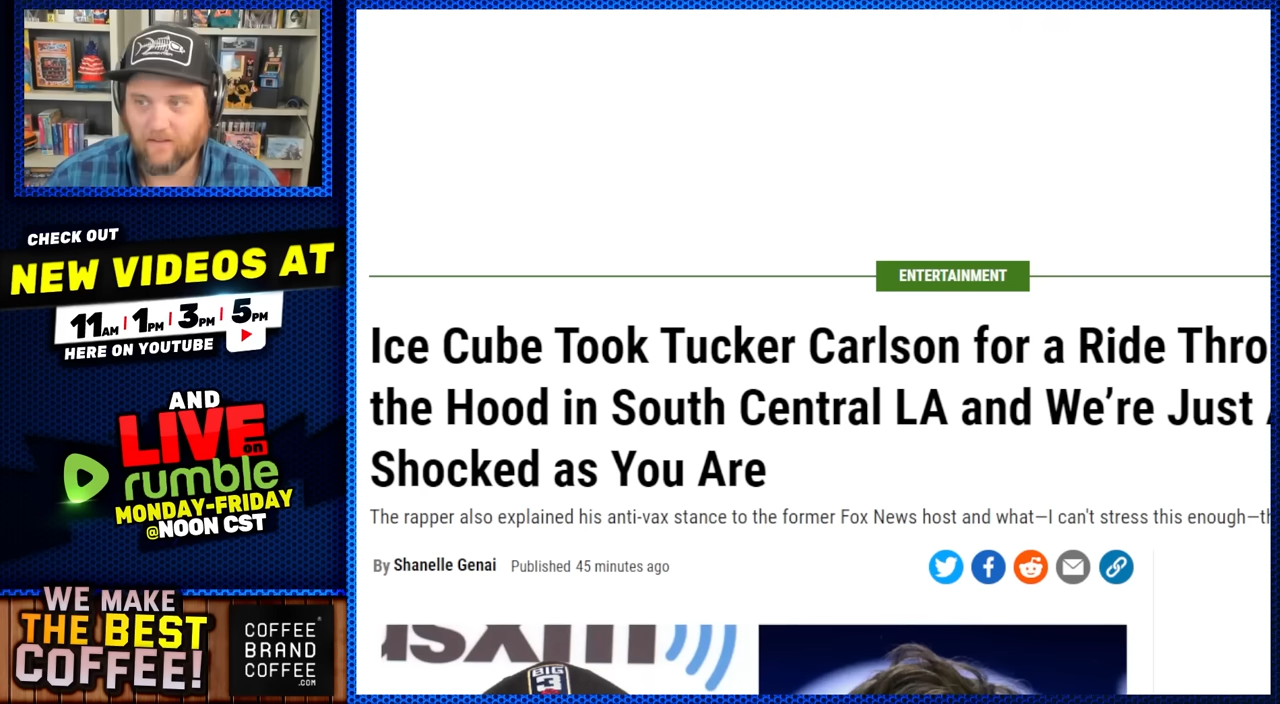 CHECK OUT
NEW VIDEOS AT
11AM | 1PM | 3PM | 5PM
HERE ON YOUTUBE
AND
LIVE on
rumble
MONDAY-FRIDAY
@NOON CST
WE MAKE
THE BEST
COFFEE!
COFFEE®
BRAND
COFFEE
.COM
ENTERTAINMENT
Ice Cube Took Tucker Carlson for a Ride Thro
the Hood in South Central LA and We’re Just
Shocked as You Are
The rapper also explained his anti-vax stance to the former Fox News host and what—I can't stress this enough—
By Shanelle Genai Published 45 minutes ago
BIG
3